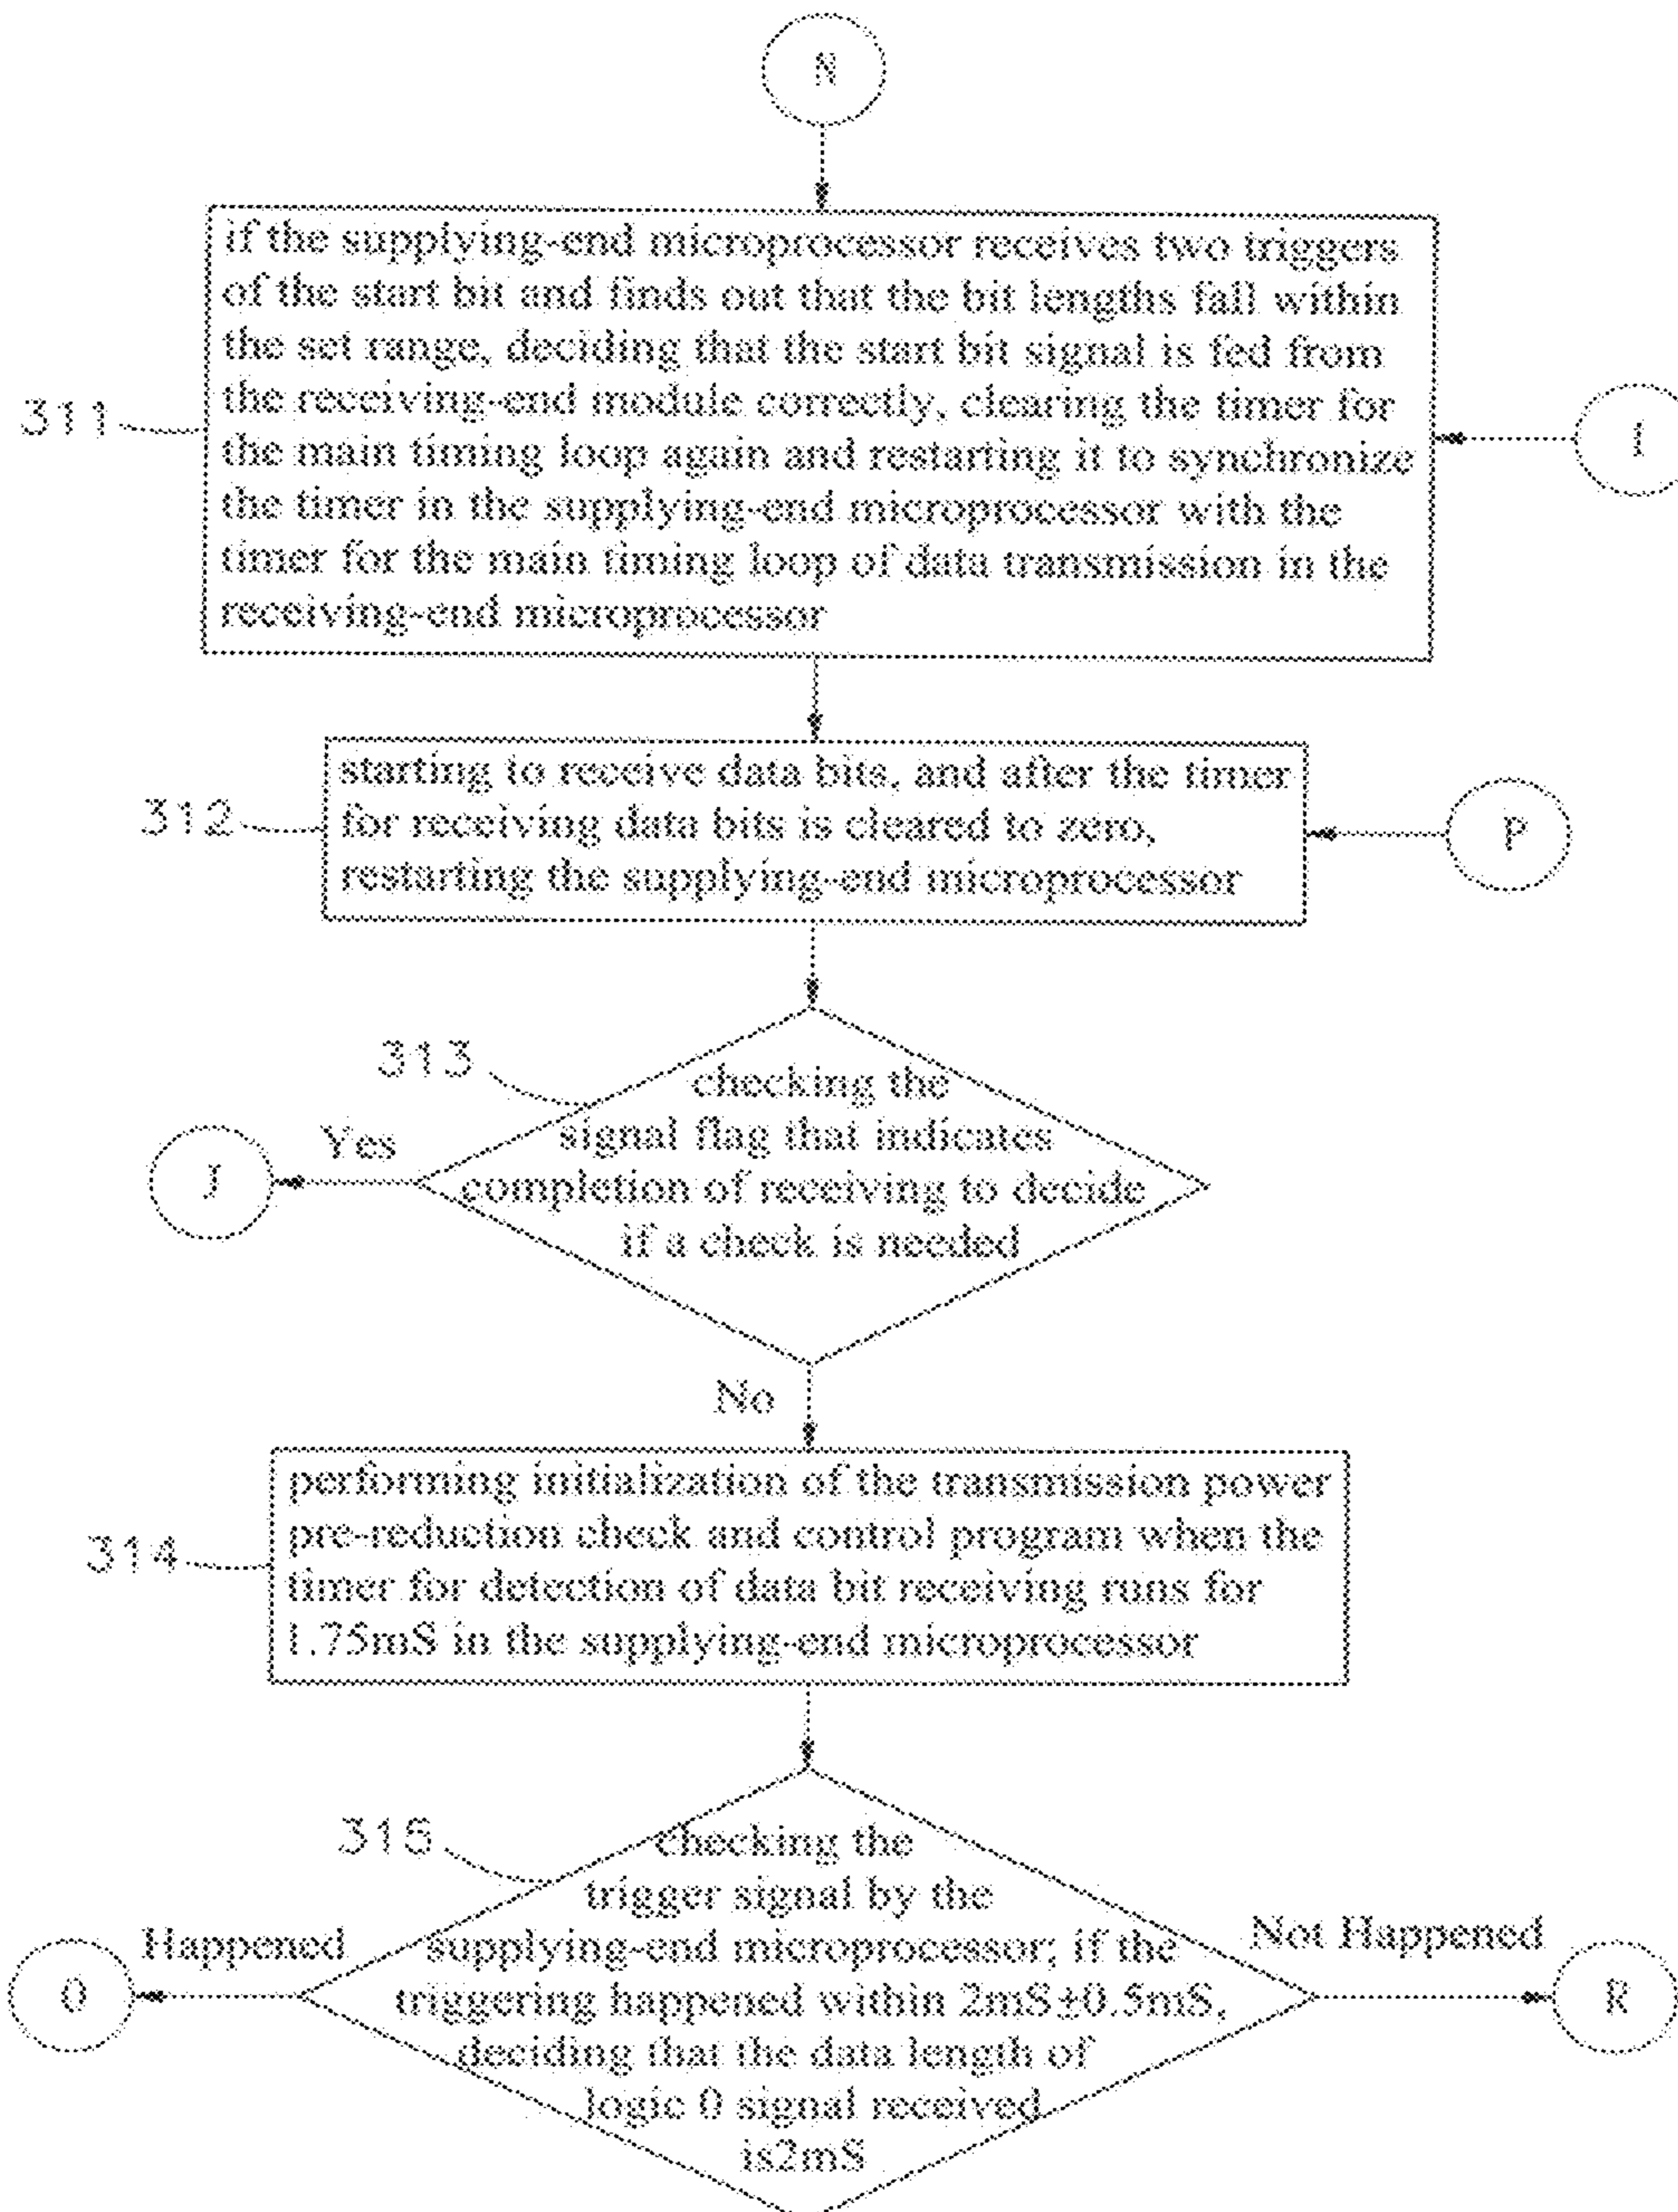 N
if the supplying-end microprocessor receives two triggers
of the start bit and finds out that the bit lengths fall within
the set range, deciding that the start bit signal is fed from
the receiving-end module correctly, clearing the timer for
the main timing loop again and restarting it to synchronize
the timer in the supplying-end microprocessor with the
timer for the main timing loop of data transmission in the
receiving-end microprocessor
311
I
starting to receive data bits, and after the timer
for receiving data bits is cleared to zero,
restarting the supplying-end microprocessor
312
P
313
checking the
signal flag that indicates
completion of receiving to decide
if a check is needed
Yes
J
No
performing initialization of the transmission power
pre-reduction check and control program when the
timer for detection of data bit receiving runs for
1.75mS in the supplying-end microprocessor
314
315
checking the
trigger signal by the
supplying-end microprocessor; if the
triggering happened within 2mS±0.5mS,
deciding that the data length of
logic 0 signal received
is2mS
Happened
O
Not Happened
R